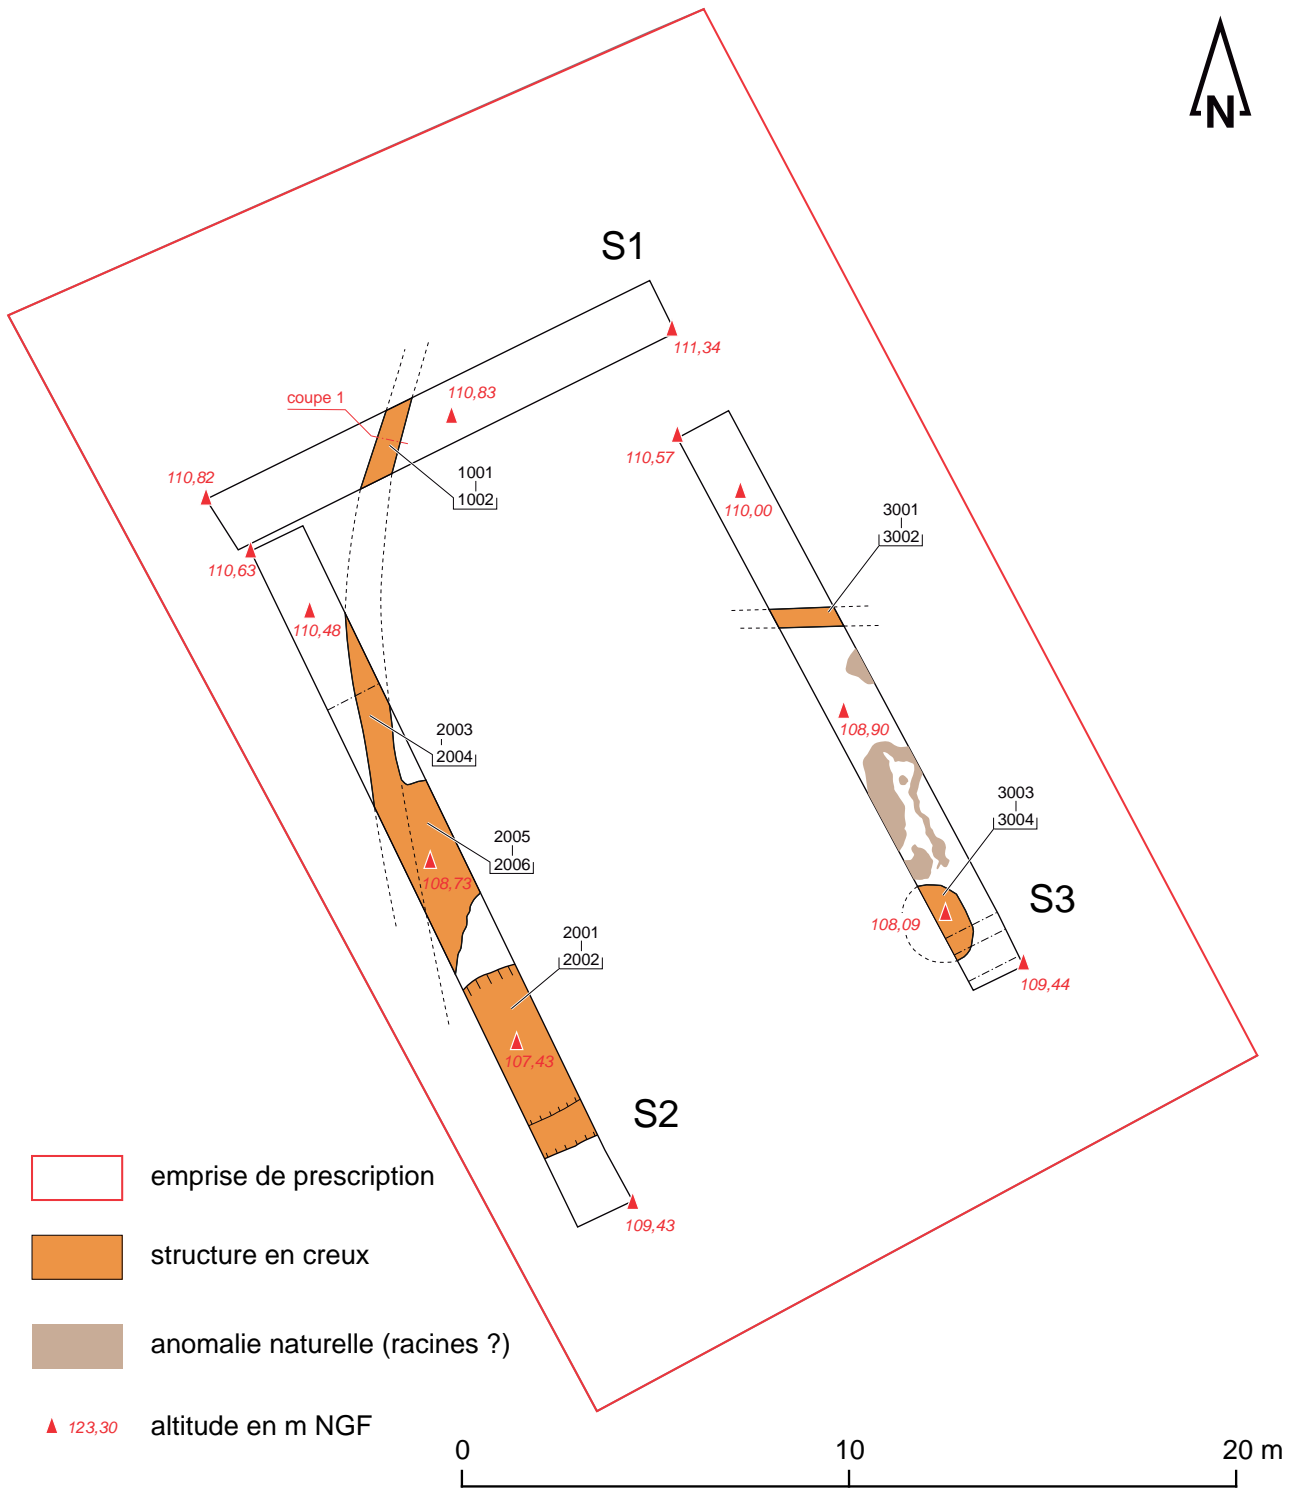 N
S1
111,34
coupe 1
110,83
110,82
1001
1002
110,57
110,00
3001
3002
110,63
110,48
2003
2004
108,90
3003
3004
2005
2006
108,73
S3
108,09
2001
2002
109,44
107,43
S2
109,43
emprise de prescription
structure en creux
anomalie naturelle (racines ?)
123,30 altitude en m NGF
0 10 20 m